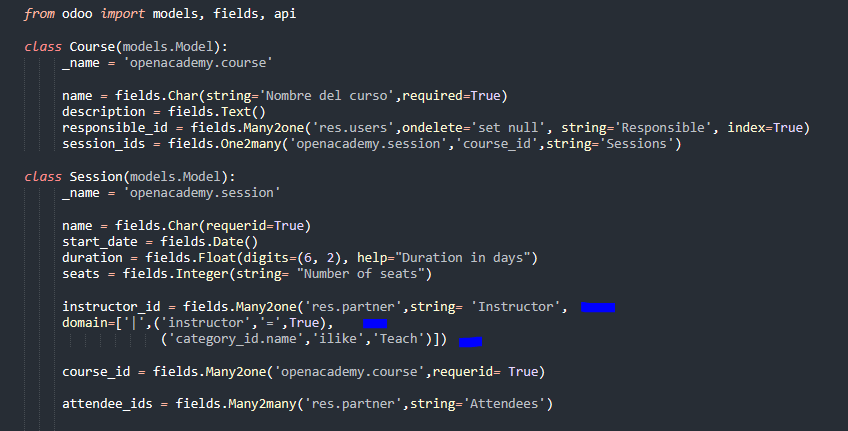 from odoo import models, fields, api
class Course(models.Model):
_name = 'openacademy.course'
name = fields.Char(string='Nombre del curso',required=True)
description = fields.Text()
responsible_id = fields.Many2one('res.users',ondelete='set null', string='Responsible', index=True)
session_ids = fields.One2many('openacademy.session','course_id',string='Sessions')
class Session(models.Model):
_name = 'openacademy.session'
name = fields.Char(requerid=True)
start_date = fields.Date()
duration = fields.Float(digits=(6, 2), help="Duration in days")
seats = fields.Integer(string= "Number of seats")
instructor_id = fields.Many2one('res.partner',string= 'Instructor',
domain=['|',('instructor','=',True),
('category_id.name','ilike','Teach')])
course_id = fields.Many2one('openacademy.course',requerid= True)
attendee_ids = fields.Many2many('res.partner',string='Attendees')